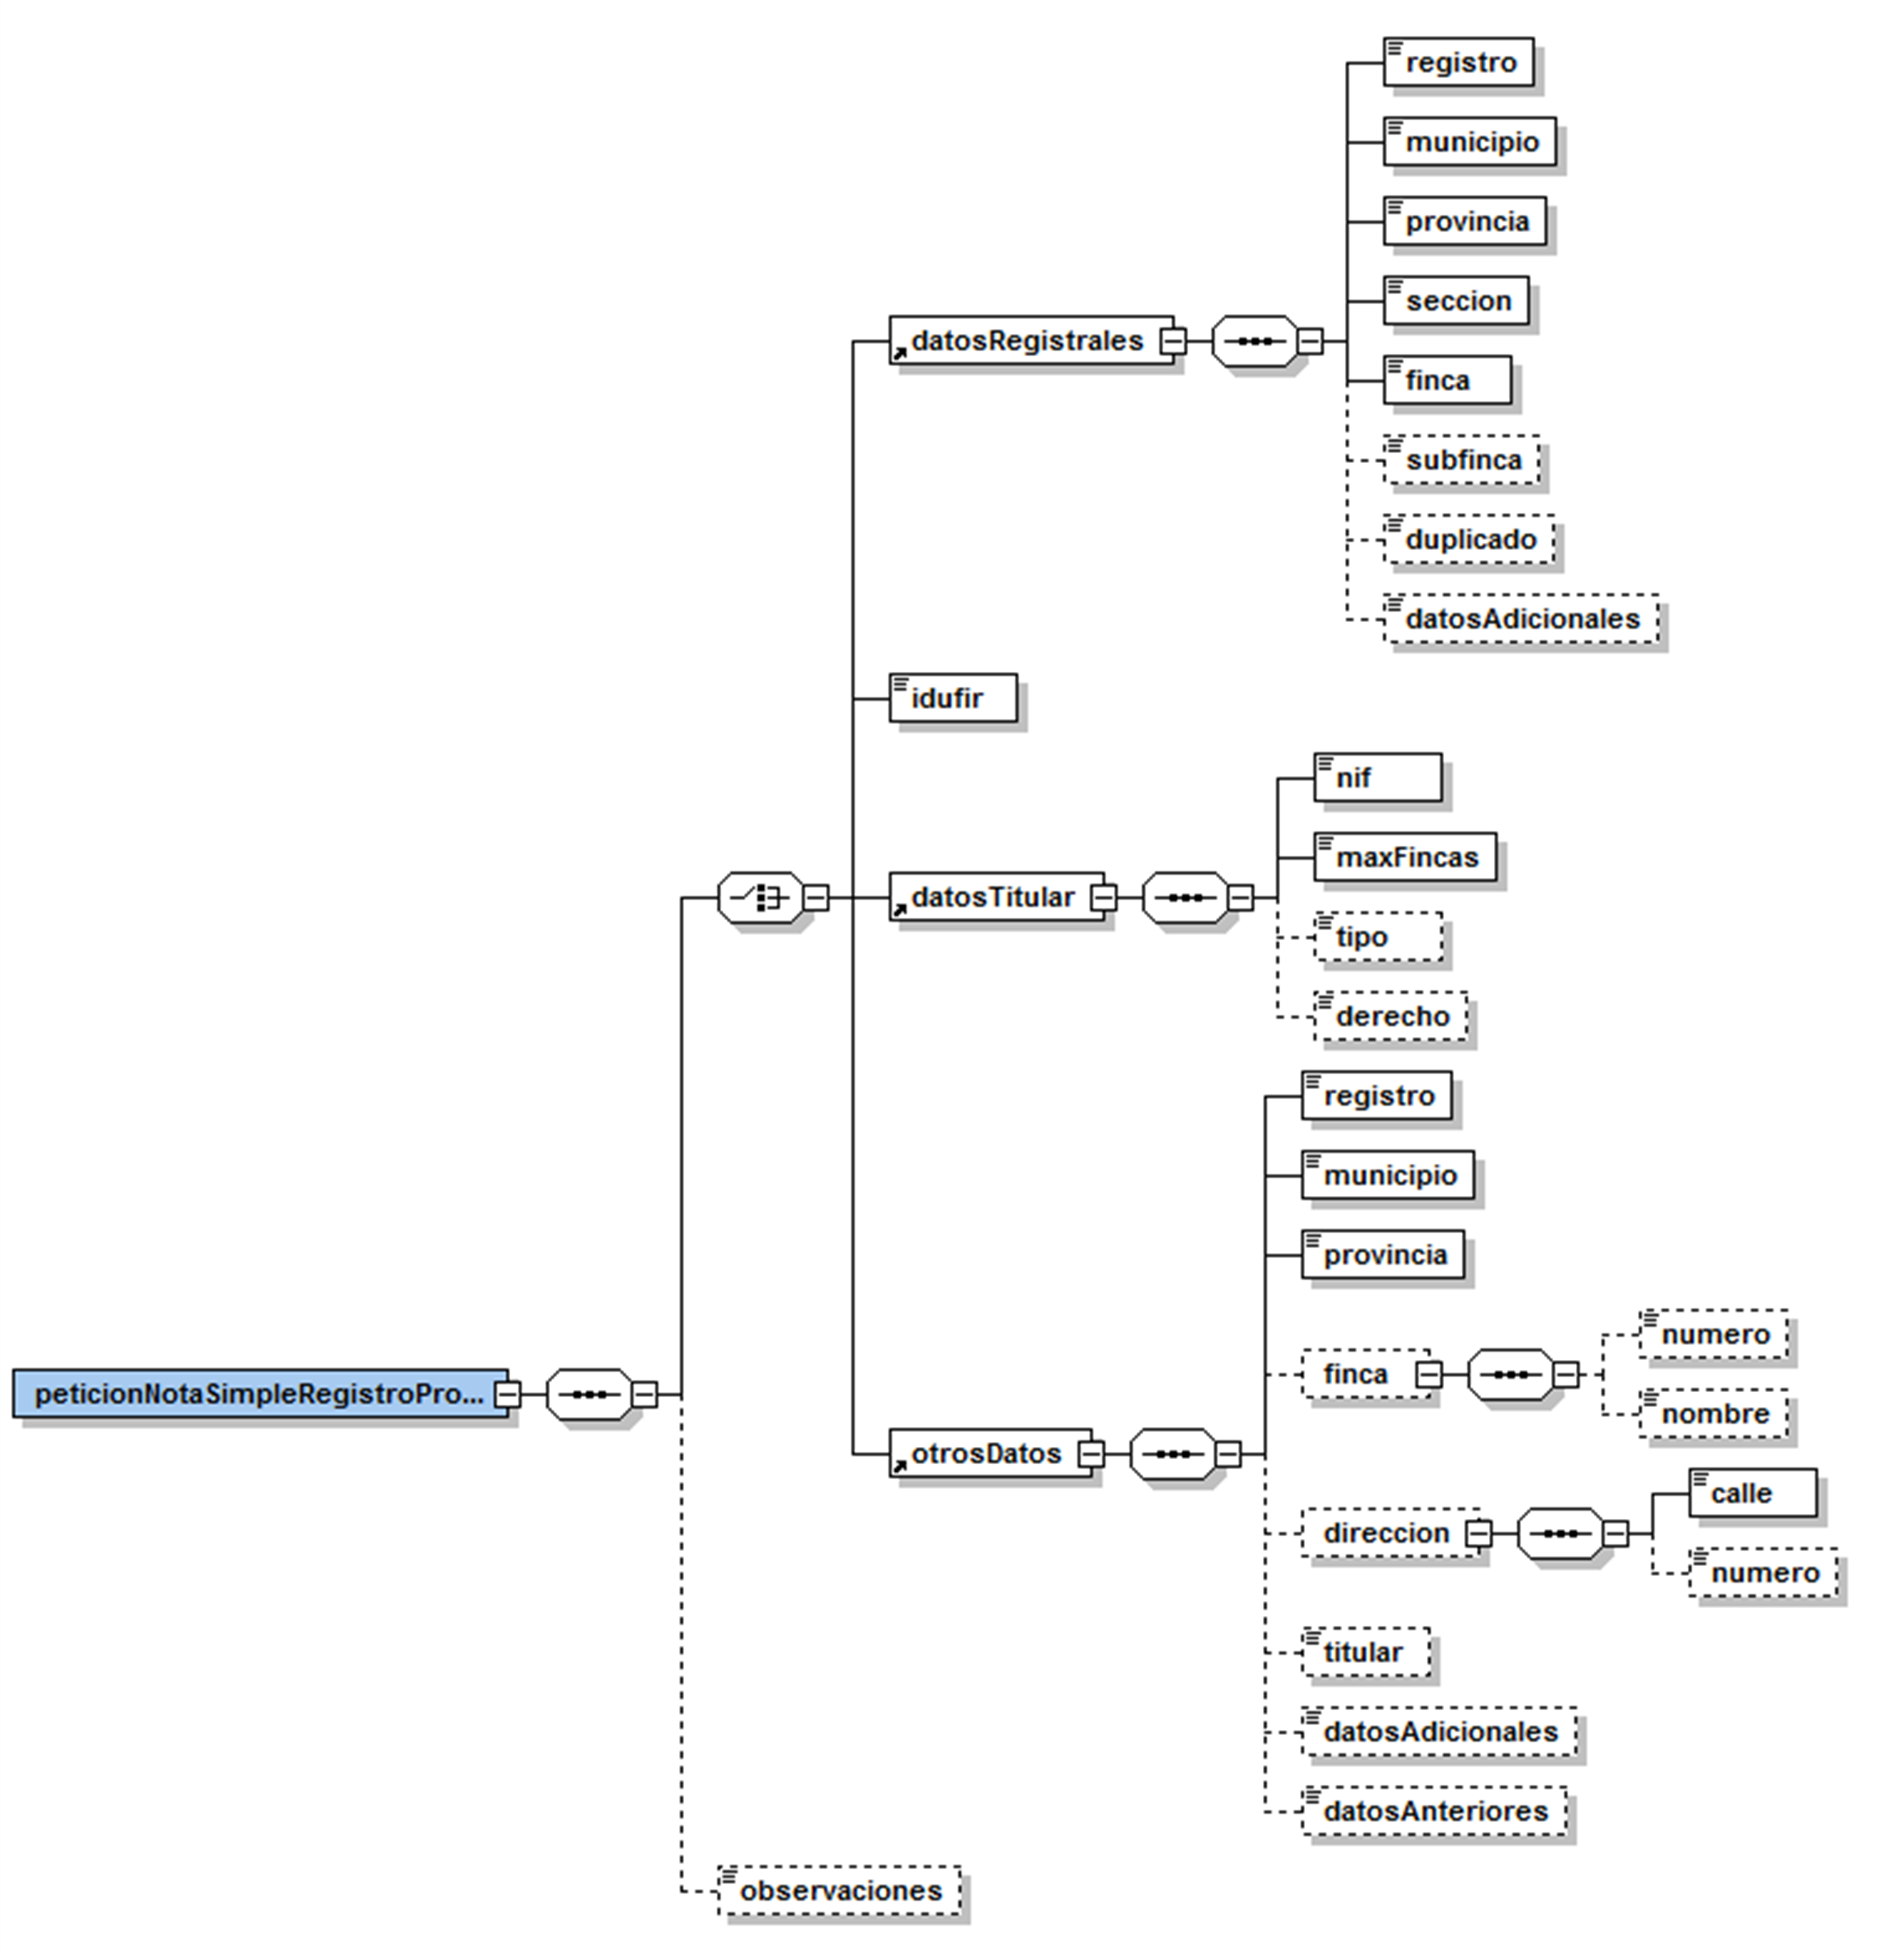 registro
municipio
provincia
seccion
datosRegistrales
finca
subfinca
duplicado
datosAdicionales
idufir
nif
maxFincas
datosTitular
tipo
derecho
registro
municipio
provincia
numero
finca
nombre
peticionNotaSimpleRegistroPro...
otrosDatos
calle
direccion
numero
titular
datosAdicionales
datosAnteriores
observaciones